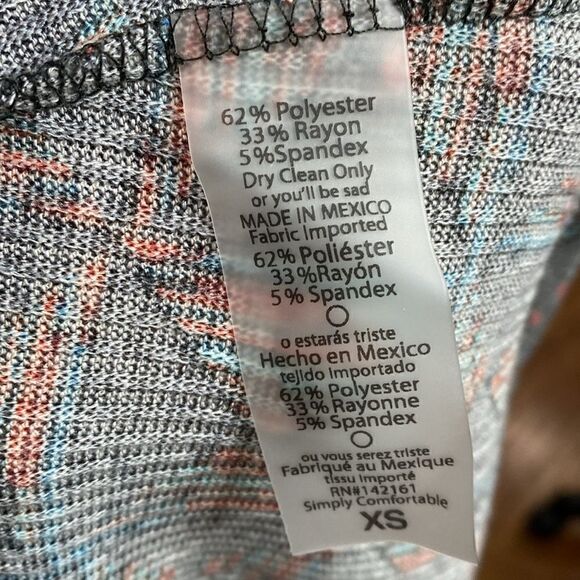 62% Polyester
33% Rayon
5%Spandex
Dry Clean Only
or you'll be sad
MADE IN MEXICO
Fabric Imported
62% Poliéster
33%Rayón
5% Spandex
o estarás triste
Hecho en Mexico
tejido importado
62% Polyester
33% Rayonne
5% Spandex
ou vous serez triste
Fabriqué au Mexique
tissu importé
RN#142161
Simply Comfortable
XS